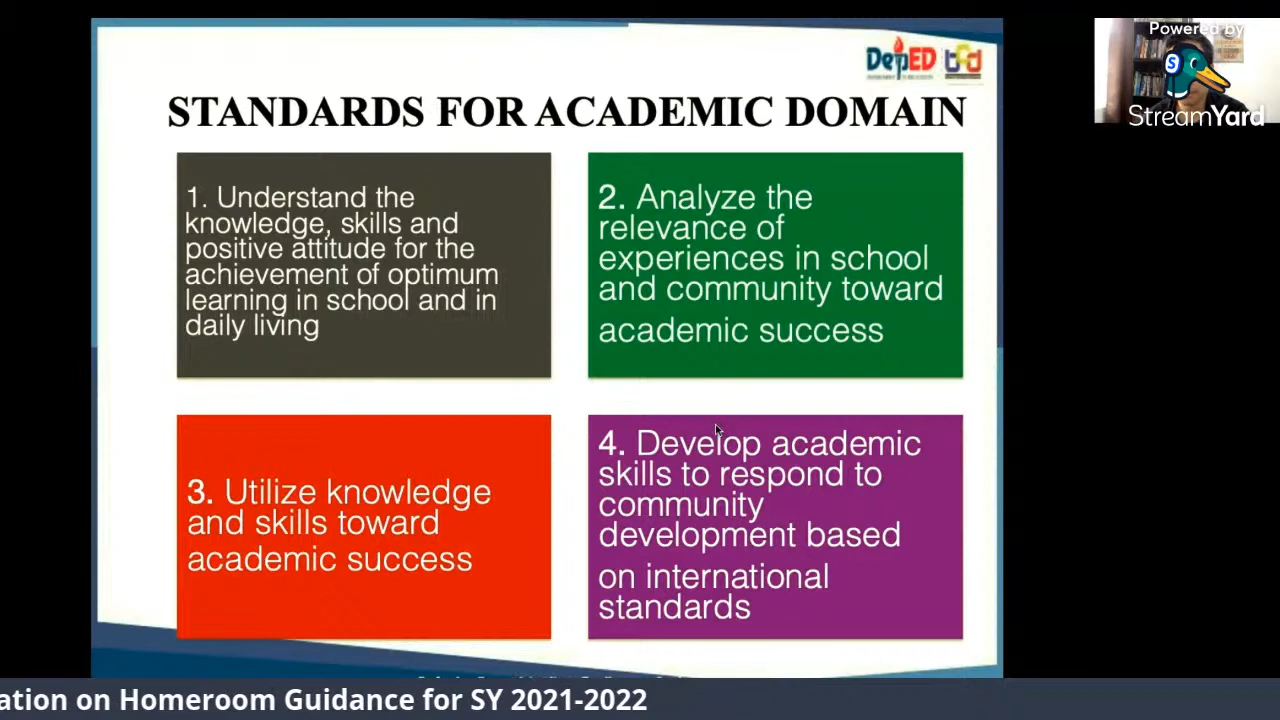 Powered by
StreamYard
DepED
STANDARDS FOR ACADEMIC DOMAIN
1. Understand the
knowledge, skills and
positive attitude for the
achievement of optimum
learning in school and in
daily living
2. Analyze the
relevance of
experiences in school
and community toward
academic success
3. Utilize knowledge
and skills toward
academic success
4. Develop academic
skills to respond to
community
development based
on international
standards
ation on Homeroom Guidance for SY 2021-2022